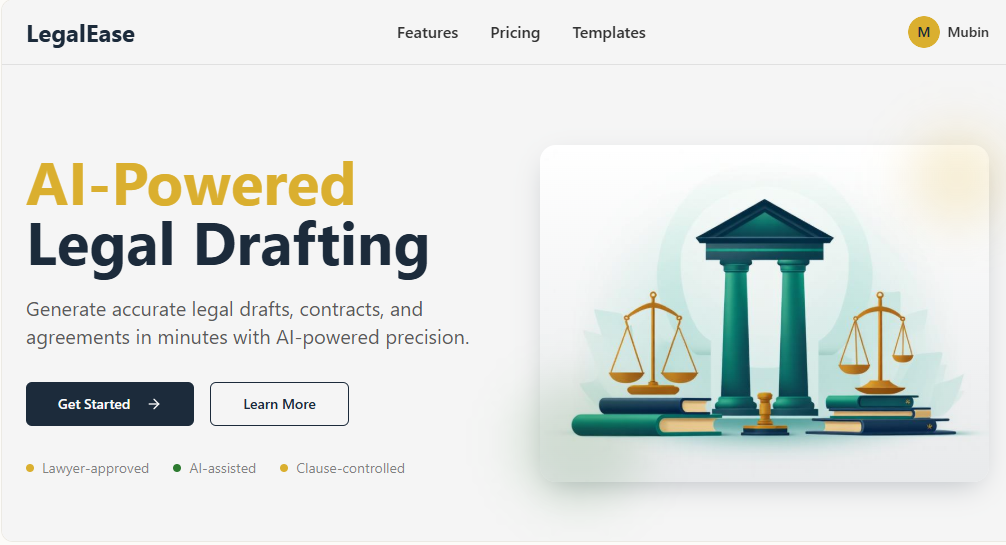 LegalEase
Features
Pricing
Templates
M
Mubin
AI-Powered
Legal Drafting
Generate accurate legal drafts, contracts, and
agreements in minutes with AI-powered precision.
Get Started →
Learn More
Lawyer-approved
AI-assisted
Clause-controlled